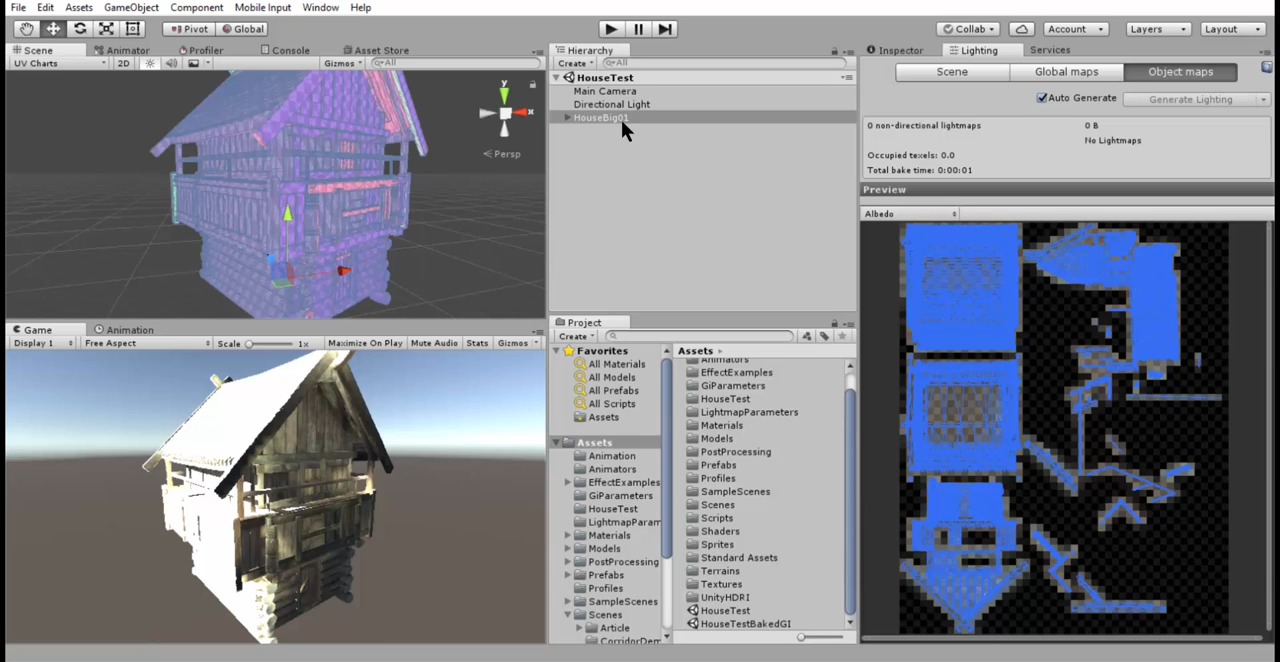 File Edit Assets GameObject Component Mobile Input Window Help
Pivot Global Collab Account Layers Layout
Scene Animator Profiler Console Asset Store
UV Charts 2D Gizmos All
y
x
Persp
Game Animation
Display 1 Free Aspect Scale 1x Maximize On Play Mute Audio Stats Gizmos
Hierarchy
Create All
HouseTest
Main Camera
Directional Light
HouseBig01
Project
Create
Favorites
All Materials
All Models
All Prefabs
All Scripts
Assets
Assets
Animation
Animators
EffectExamples
GiParameters
HouseTest
LightmapParam
Materials
Models
PostProcessing
Prefabs
Profiles
SampleScenes
Scenes
Article
CorridorDem
Assets
Animators
EffectExamples
GiParameters
HouseTest
LightmapParameters
Materials
Models
PostProcessing
Prefabs
Profiles
SampleScenes
Scenes
Scripts
Shaders
Sprites
Standard Assets
Terrains
Textures
UnityHDRI
HouseTest
HouseTestBakedGI
Inspector Lighting Services
Scene Global maps Object maps
Auto Generate Generate Lighting
0 non-directional lightmaps 0 B
No Lightmaps
Occupied texels: 0.0
Total bake time: 0:00:01
Preview
Albedo